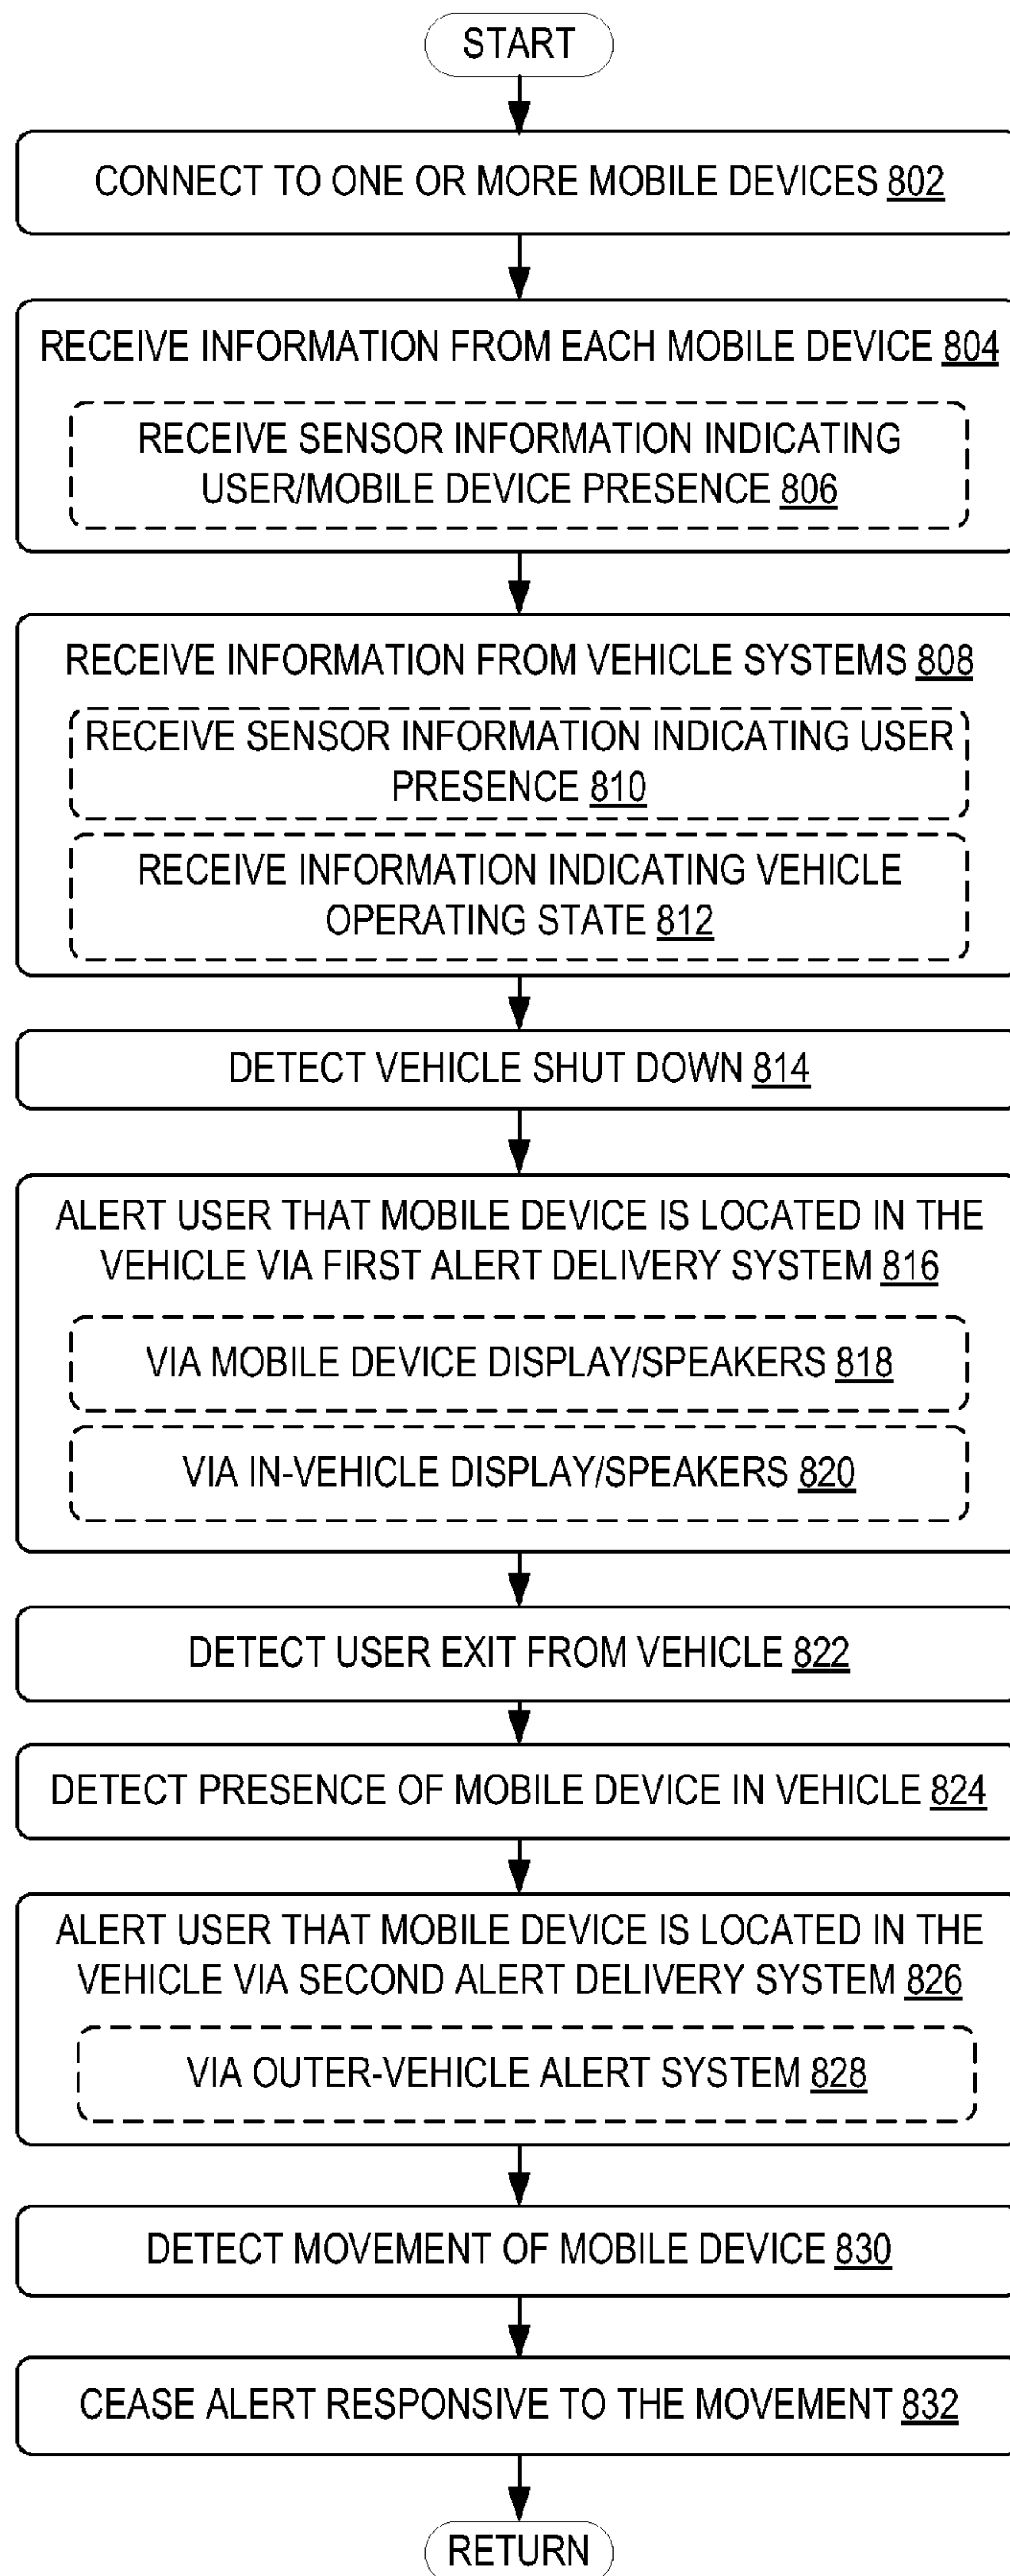 START
CONNECT TO ONE OR MORE MOBILE DEVICES 802
RECEIVE INFORMATION FROM EACH MOBILE DEVICE 804
RECEIVE SENSOR INFORMATION INDICATING
USER/MOBILE DEVICE PRESENCE 806
RECEIVE INFORMATION FROM VEHICLE SYSTEMS 808
RECEIVE SENSOR INFORMATION INDICATING USER
PRESENCE 810
RECEIVE INFORMATION INDICATING VEHICLE
OPERATING STATE 812
DETECT VEHICLE SHUT DOWN 814
ALERT USER THAT MOBILE DEVICE IS LOCATED IN THE
VEHICLE VIA FIRST ALERT DELIVERY SYSTEM 816
VIA MOBILE DEVICE DISPLAY/SPEAKERS 818
VIA IN-VEHICLE DISPLAY/SPEAKERS 820
DETECT USER EXIT FROM VEHICLE 822
DETECT PRESENCE OF MOBILE DEVICE IN VEHICLE 824
ALERT USER THAT MOBILE DEVICE IS LOCATED IN THE
VEHICLE VIA SECOND ALERT DELIVERY SYSTEM 826
VIA OUTER-VEHICLE ALERT SYSTEM 828
DETECT MOVEMENT OF MOBILE DEVICE 830
CEASE ALERT RESPONSIVE TO THE MOVEMENT 832
RETURN